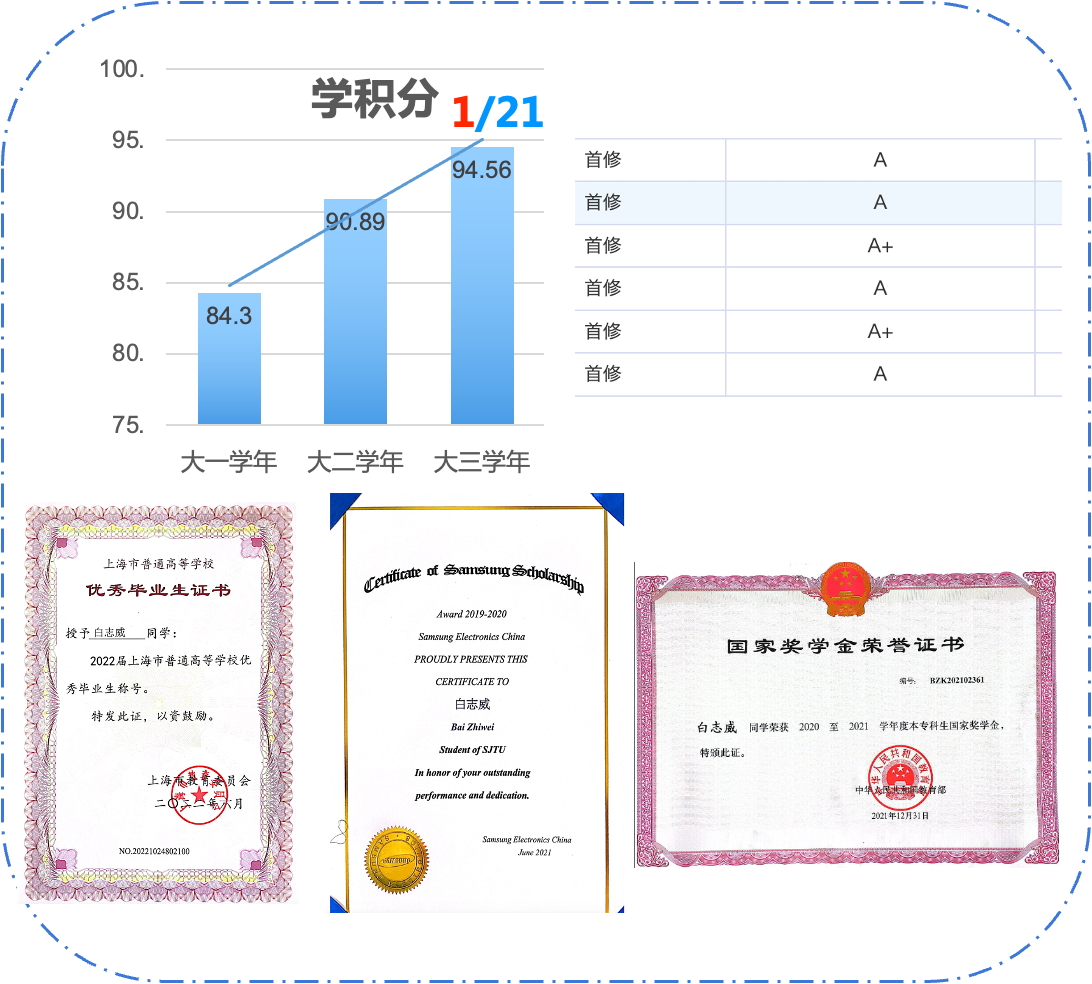 学积分
1/21
100.
95.
90.
85.
80.
75.
84.3
90.89
94.56
大一学年 大二学年 大三学年
首修 A
首修 A
首修 A+
首修 A
首修 A+
首修 A
上海市普通高等学校
优秀毕业生证书
授予 白志威 同学：
2022届上海市普通高等学校优
秀毕业生称号。
特发此证，以资鼓励。
上海市教育委员会
二〇二二年六月
NO.20221024802100
Certificate of Samsung Scholarship
Award 2019-2020
Samsung Electronics China
PROUDLY PRESENTS THIS
CERTIFICATE TO
白志威
Bai Zhiwei
Student of SJTU
In honor of your outstanding
performance and dedication.
Samsung Electronics China
June 2021
国家奖学金荣誉证书
编号: BZK202102361
白志威 同学荣获 2020 至 2021 学年度本专科生国家奖学金,
特颁此证。
中华人民共和国教育部
2021年12月31日